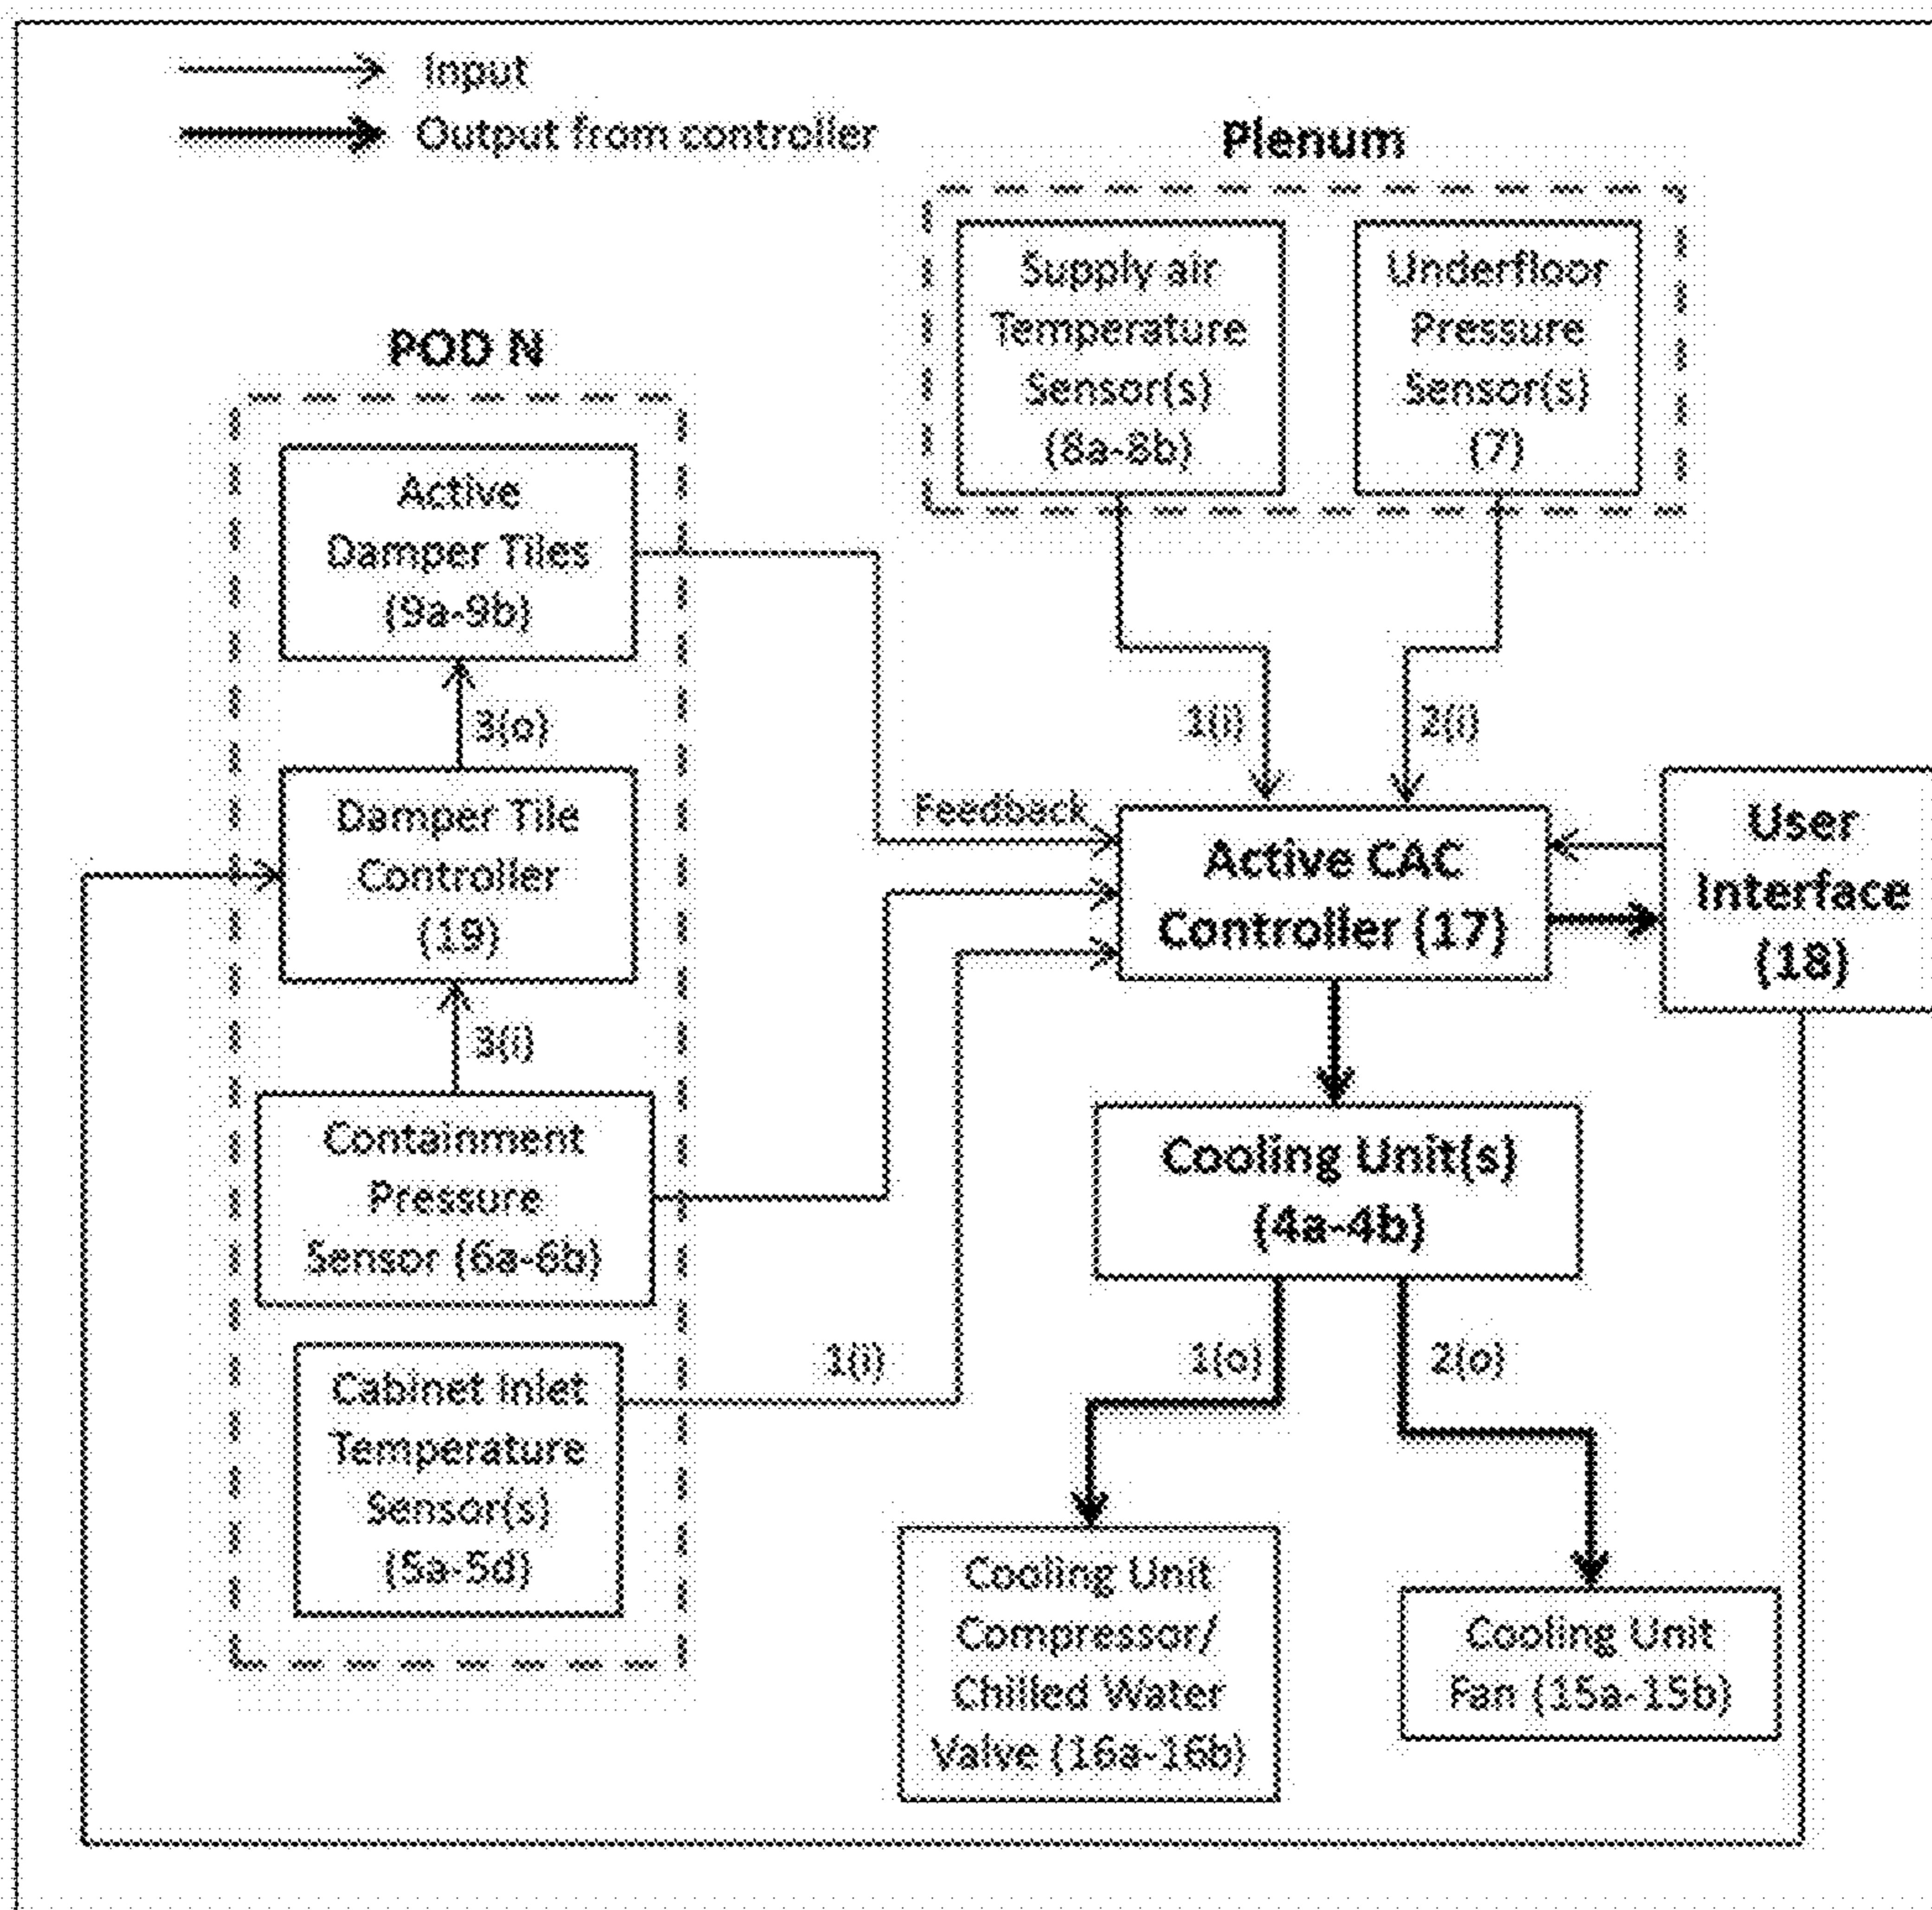 Input
Output from controller
Plenum
Supply air
Temperature
Sensor(s)
(8a-8b)
Underfloor
Pressure
Sensor(s)
(7)
POD N
Active
Damper Tiles
(9a-9b)
3(o)
Damper Tile
Controller
(19)
3(i)
Containment
Pressure
Sensor (6a-6b)
Cabinet Inlet
Temperature
Sensor(s)
(5a-5d)
1(i)
2(i)
Feedback
Active CAC
Controller (17)
User
Interface
(18)
Cooling Unit(s)
(4a-4b)
1(i)
1(o)
2(o)
Cooling Unit
Compressor/
Chilled Water
Valve (16a-16b)
Cooling Unit
Fan (15a-15b)